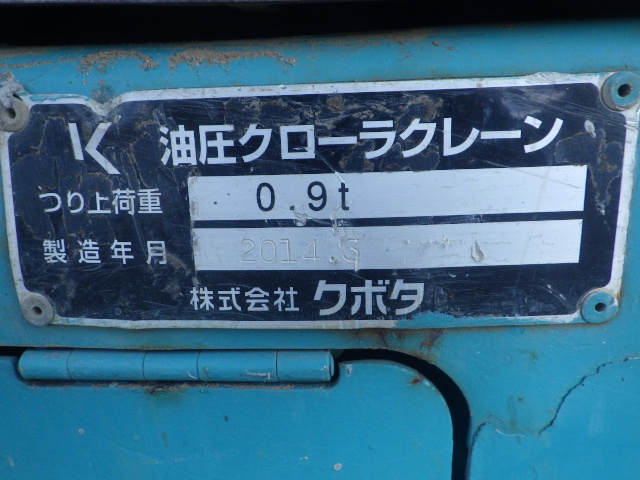 K 油圧クローラクレーン
つり上荷重 0.9t
製造年月 2014.3
株式会社 クボタ